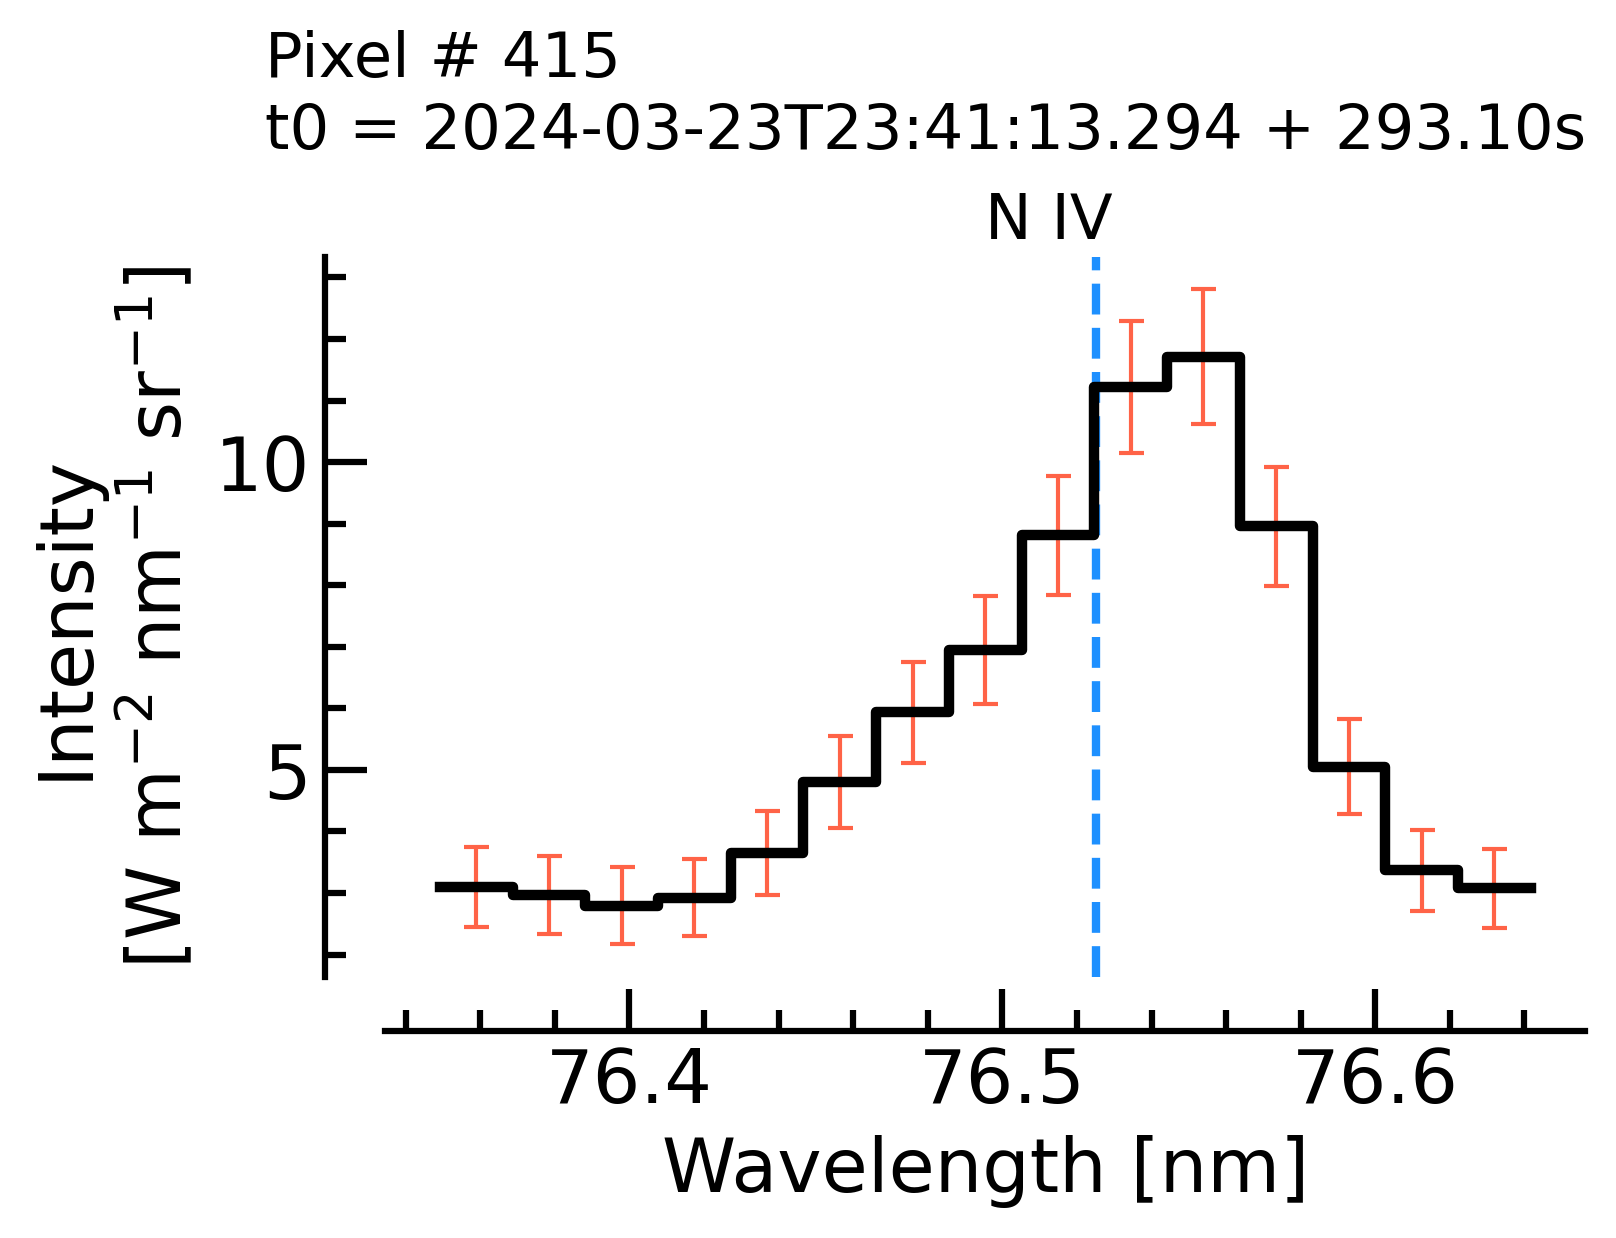 Pixel # 415
t0 = 2024-03-23T23:41:13.294 + 293.10s
N IV
Intensity
[W m⁻² nm⁻¹ sr⁻¹]
10
5
76.4 76.5 76.6
Wavelength [nm]